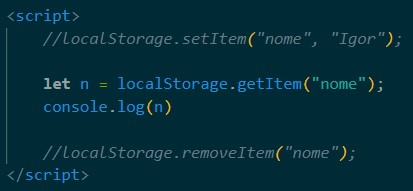 <script>
//localStorage.setItem("nome", "Igor");
let n = localStorage.getItem("nome");
console.log(n)
//localStorage.removeItem("nome");
</script>